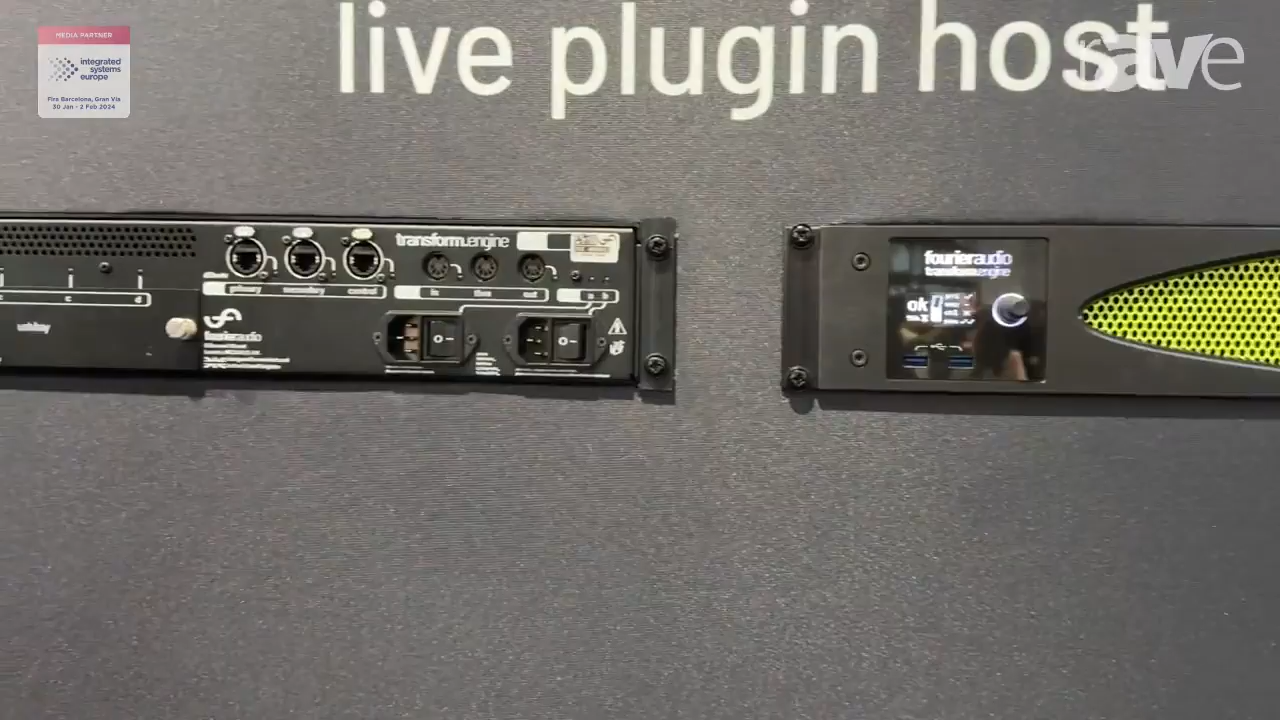 live plugin host
rAVe
MEDIA PARTNER
integrated
systems
europe
Fira Barcelona, Gran Via
30 Jan - 2 Feb 2024
transform.engine
primary
secondary
control
in
thru
out
a b
c
d
fourieraudio
fourieraudio
transform.engine
ok